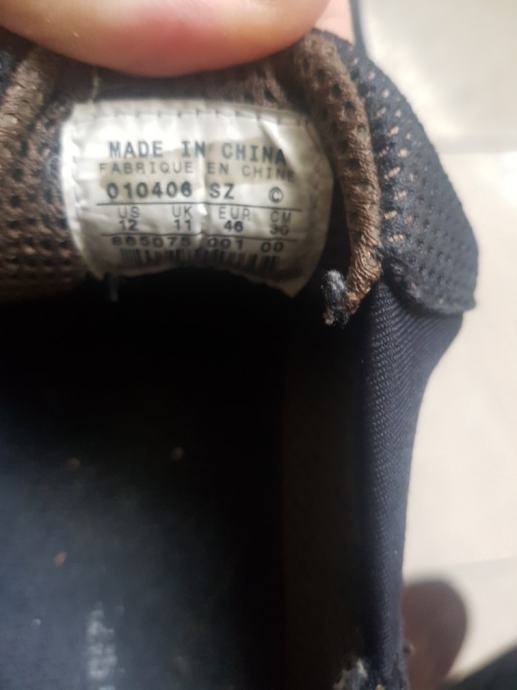 MADE IN CHINA
FABRIQUE EN CHINE
010406 SZ ©
US UK EUR CM
12 11 46 30
885075 001 00